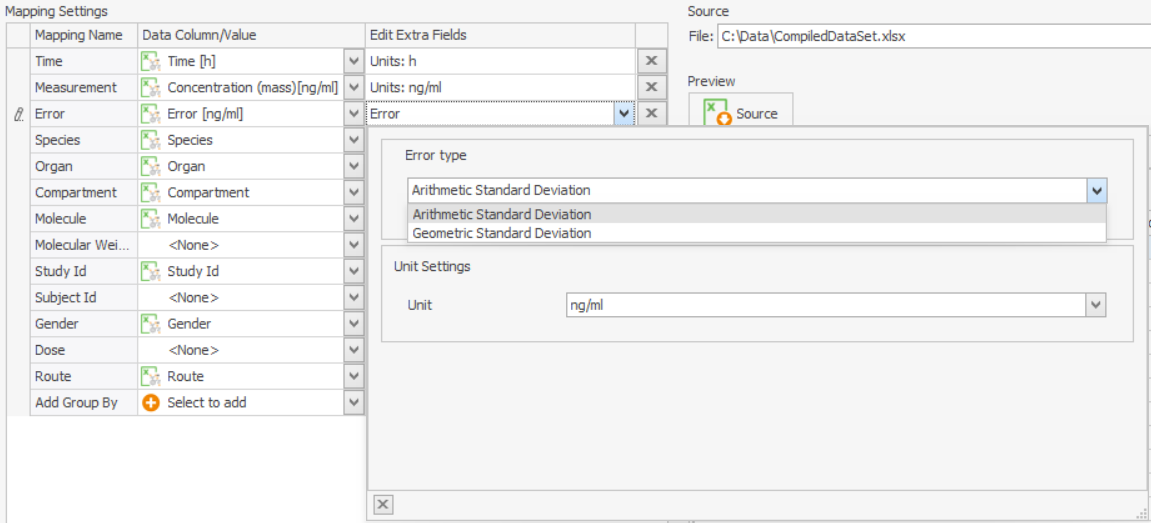 Mapping Settings
Mapping Name Data Column/Value Edit Extra Fields
Time Time [h] Units: h
Measurement Concentration (mass)[ng/ml] Units: ng/ml
Error Error [ng/ml] Error
Species Species
Organ Organ
Compartment Compartment
Molecule Molecule
Molecular Wei... <None>
Study Id Study Id
Subject Id <None>
Gender Gender
Dose <None>
Route Route
Add Group By Select to add
Source
File: C:\Data\CompiledDataSet.xlsx
Preview
Source
Error type
Arithmetic Standard Deviation
Arithmetic Standard Deviation
Geometric Standard Deviation
Unit Settings
Unit ng/ml